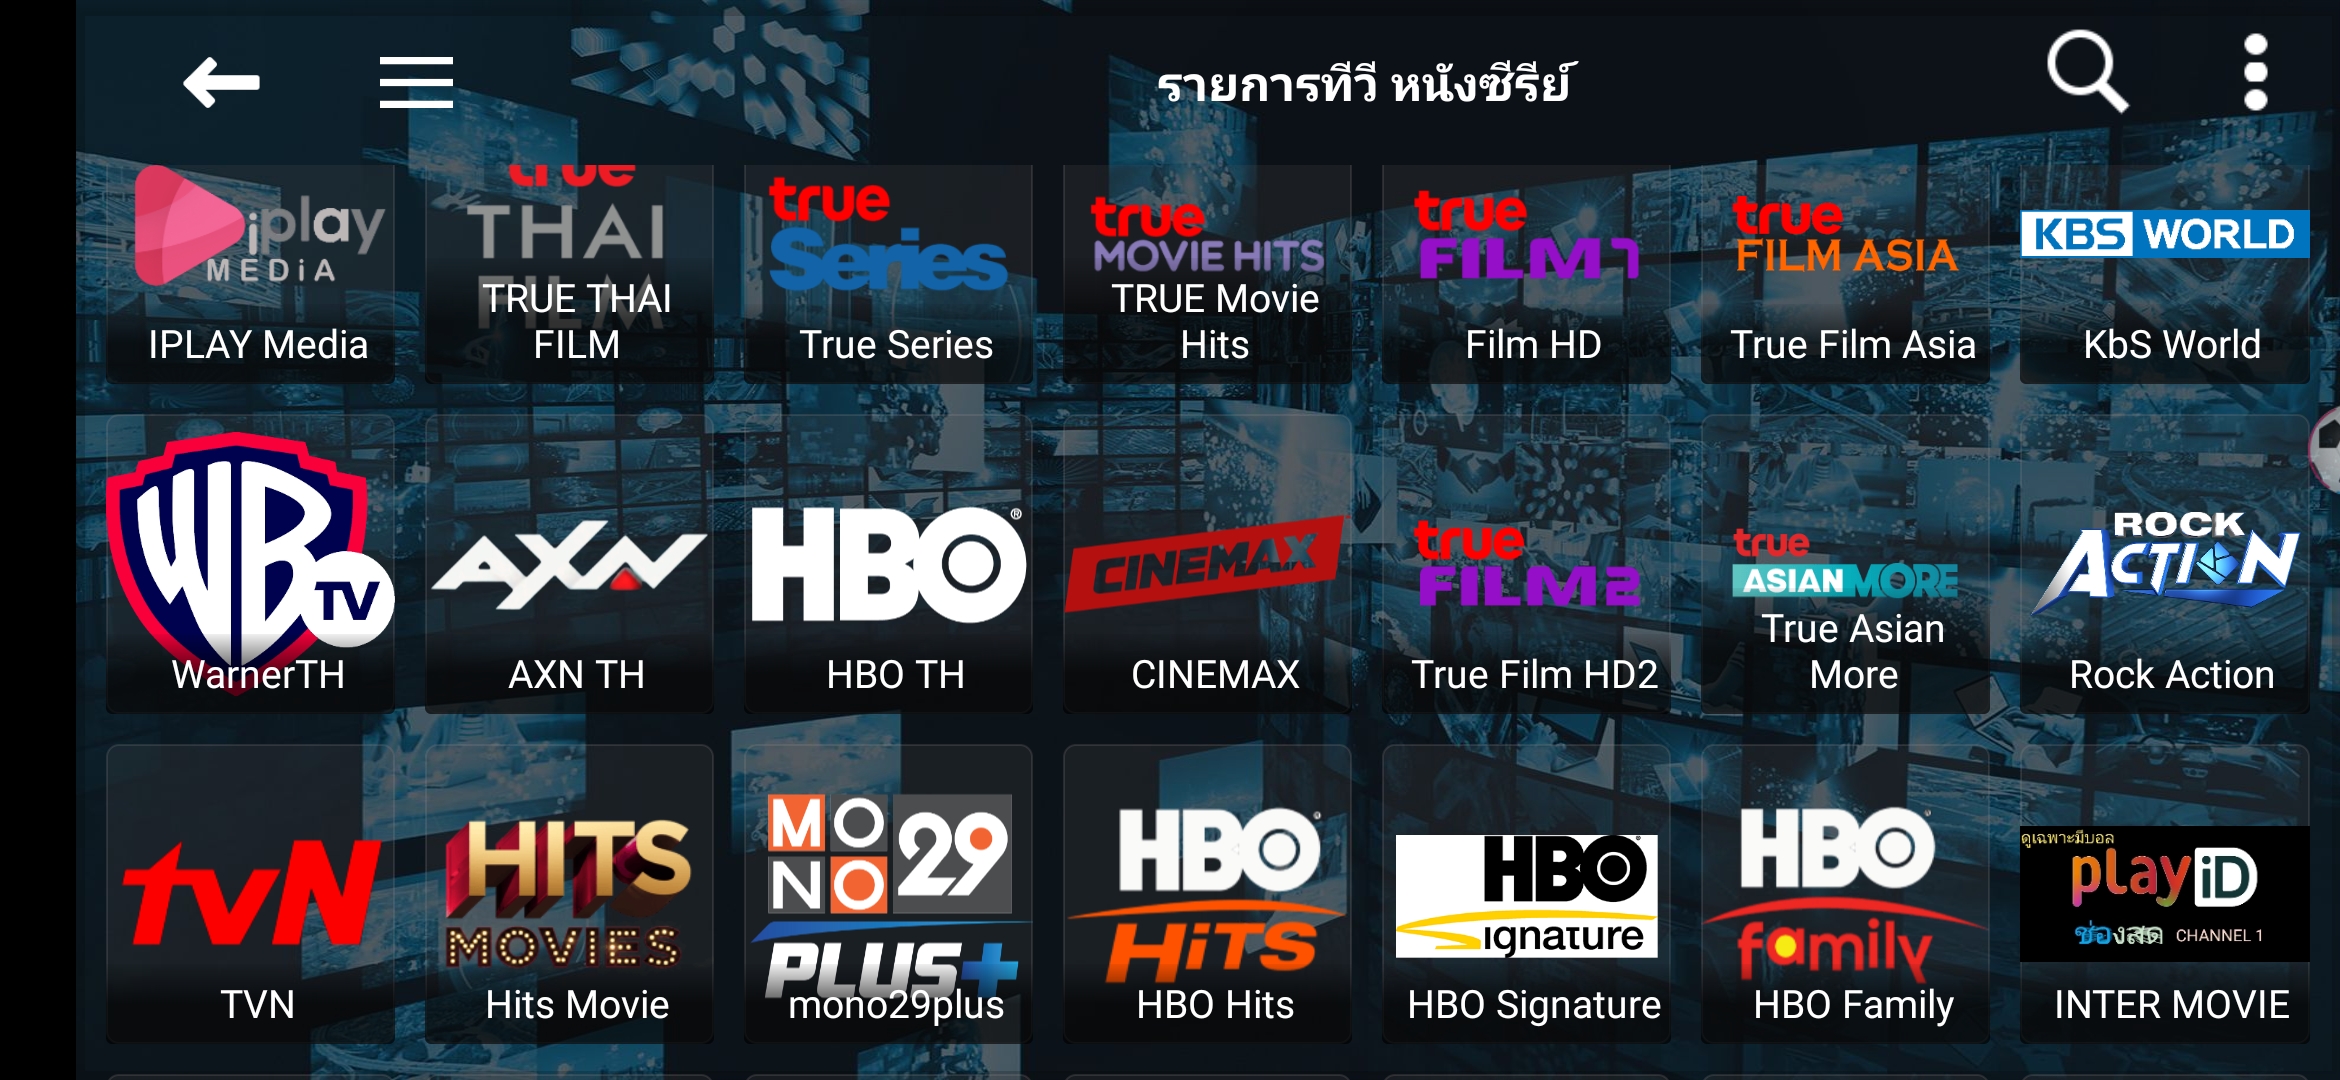 รายการทีวี หนังซีรีย์
iplay
MEDiA
IPLAY Media
true
THAI
FILM
TRUE THAI
FILM
true
Series
True Series
true
MOVIE HITS
TRUE Movie
Hits
true
FILM1
Film HD
true
FILM ASIA
True Film Asia
KBS WORLD
KbS World
WB
TV
WarnerTH
AXN
AXN TH
HBO®
HBO TH
CINEMAX
CINEMAX
true
FILM2
True Film HD2
true
ASIAN MORE
True Asian
More
ROCK
ACTION
Rock Action
tvN
TVN
HITS
MOVIES
Hits Movie
MONO 29
PLUS+
mono29plus
HBO
HiTS
HBO Hits
HBO
Signature
HBO Signature
HBO
family
HBO Family
ดูเฉพาะมีบอล
play iD
ช่องสด CHANNEL 1
INTER MOVIE